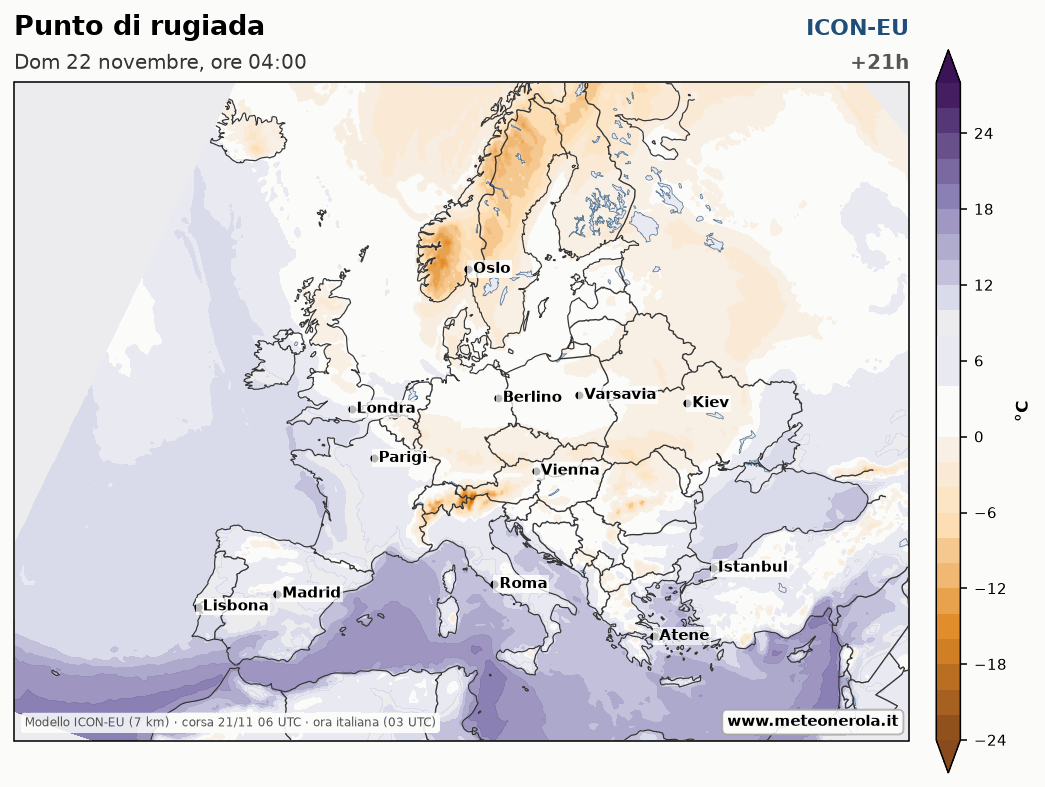 Punto di rugiada
ICON-EU
Dom 22 novembre, ore 04:00
+21h
24
18
12
6
0
−6
−12
−18
−24
°C
Oslo
Berlino
Varsavia
Kiev
Londra
Parigi
Vienna
Istanbul
Roma
Madrid
Lisbona
Atene
Modello ICON-EU (7 km) · corsa 21/11 06 UTC · ora italiana (03 UTC)
www.meteonerola.it